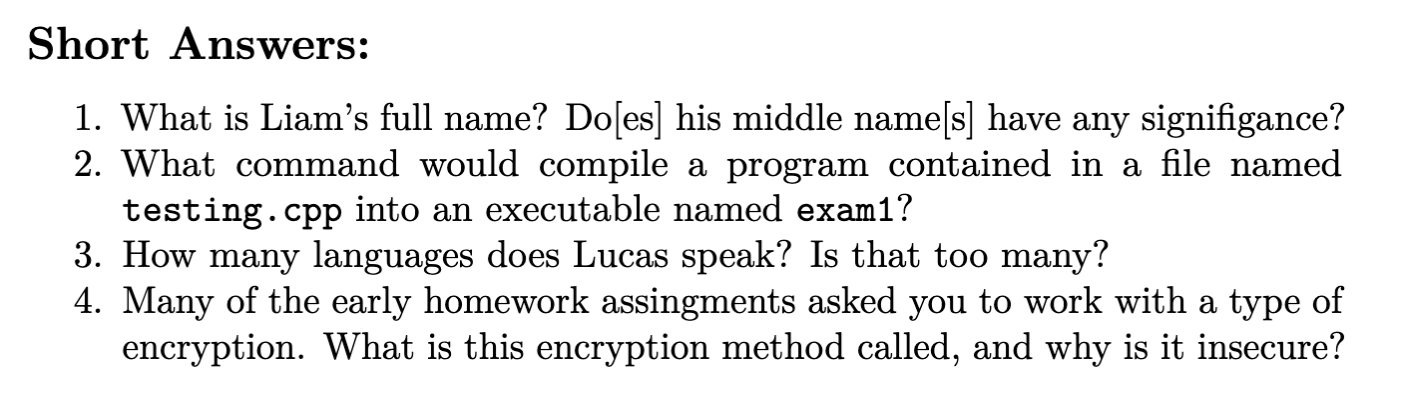 Short Answers:
1. What is Liam's full name? Do[es] his middle name[s] have any signifigance?
2. What command would compile a program contained in a file named
testing.cpp into an executable named exam1?
3. How many languages does Lucas speak? Is that too many?
4. Many of the early homework assingments asked you to work with a type of
encryption. What is this encryption method called, and why is it insecure?